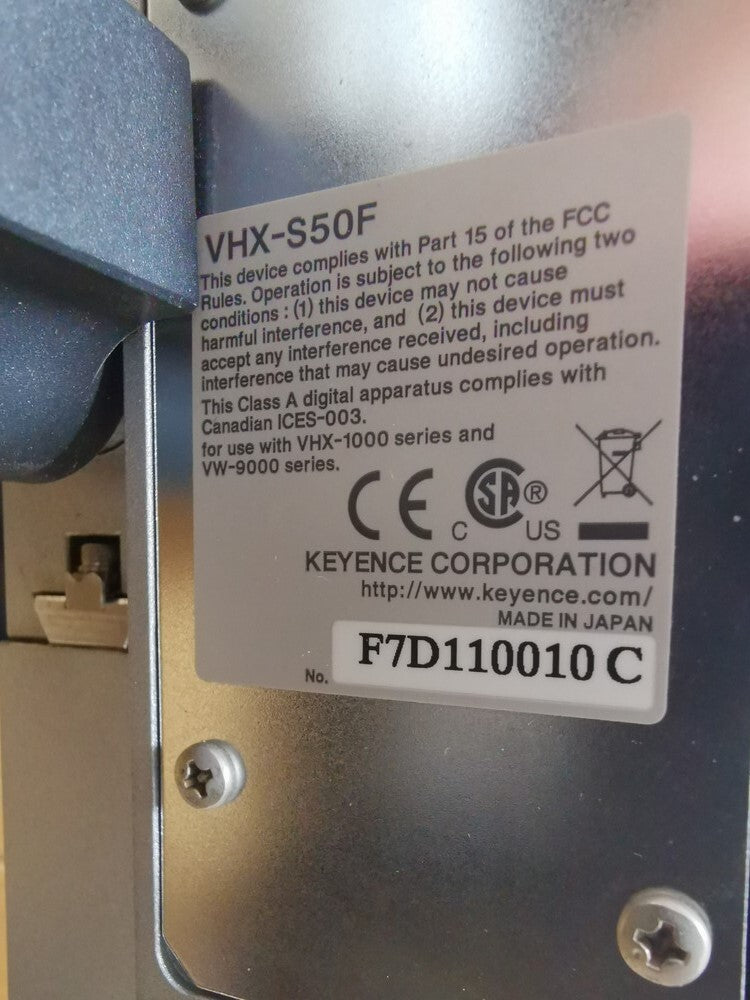 VHX-S50F
This device complies with Part 15 of the FCC
Rules. Operation is subject to the following two
conditions : (1) this device may not cause
harmful interference, and (2) this device must
accept any interference received, including
interference that may cause undesired operation.
This Class A digital apparatus complies with
Canadian ICES-003.
for use with VHX-1000 series and
VW-9000 series.
CE C SA ® US
KEYENCE CORPORATION
http://www.keyence.com/
MADE IN JAPAN
No. F7D110010 C